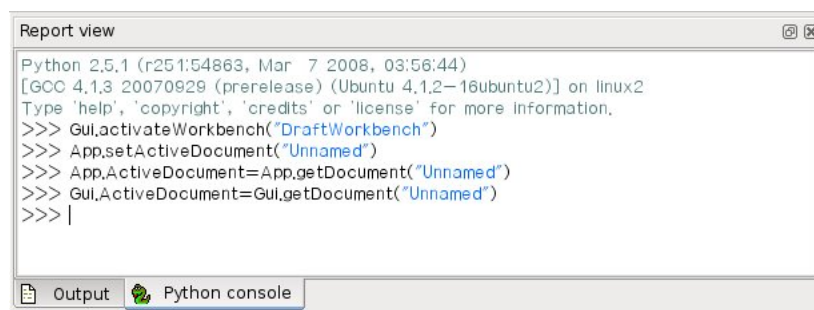 Report view
Python 2.5.1 (r251:54863, Mar  7 2008, 03:56:44)
[GCC 4.1.3 20070929 (prerelease) (Ubuntu 4.1.2-16ubuntu2)] on linux2
Type 'help', 'copyright', 'credits' or 'license' for more information.
>>> Gui.activateWorkbench("DraftWorkbench")
>>> App.setActiveDocument("Unnamed")
>>> App.ActiveDocument=App.getDocument("Unnamed")
>>> Gui.ActiveDocument=Gui.getDocument("Unnamed")
>>>
Output Python console